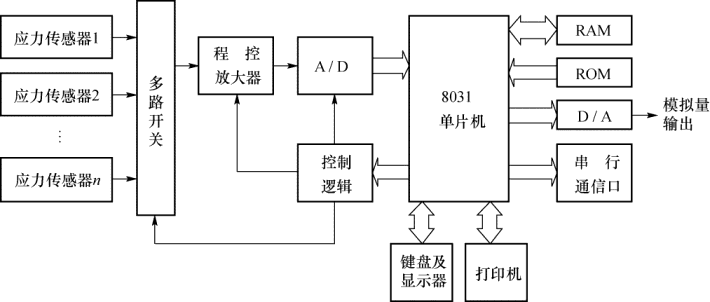 应力传感器1
应力传感器2
⋮
应力传感器n
多路开关
程 控
放大器
A/D
控制
逻辑
8031
单片机
RAM
ROM
D/A
模拟量
输出
串 行
通信口
键盘及
显示器
打印机